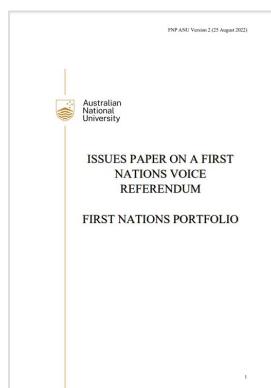 FNP ANU Version 2 (25 August 2022)
Australian
National
University
ISSUES PAPER ON A FIRST
NATIONS VOICE
REFERENDUM
FIRST NATIONS PORTFOLIO
1